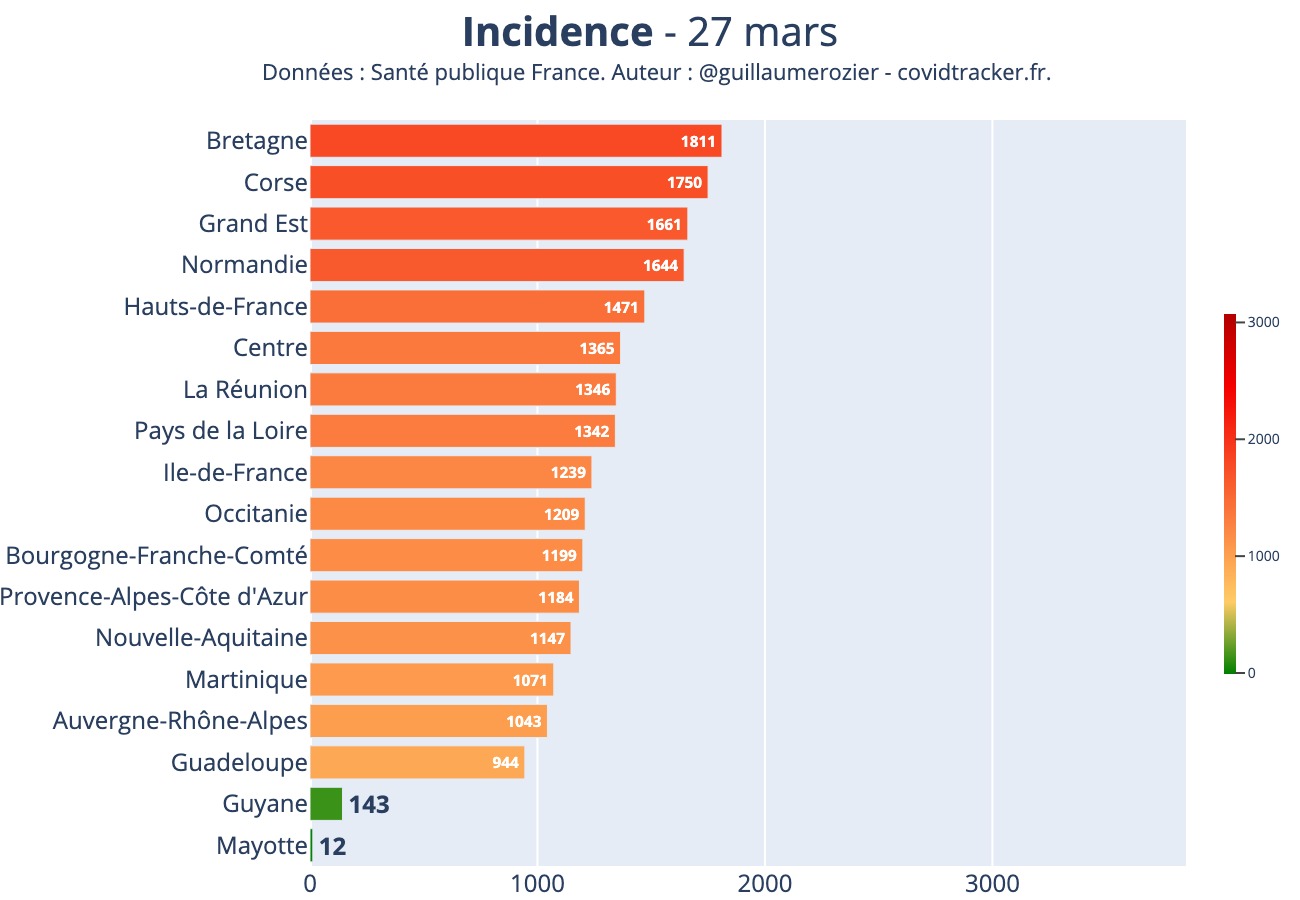 Incidence - 27 mars
Données : Santé publique France. Auteur : @guillaumerozier - covidtracker.fr.
Bretagne 1811
Corse 1750
Grand Est 1661
Normandie 1644
Hauts-de-France 1471
Centre 1365
La Réunion 1346
Pays de la Loire 1342
Ile-de-France 1239
Occitanie 1209
Bourgogne-Franche-Comté 1199
Provence-Alpes-Côte d'Azur 1184
Nouvelle-Aquitaine 1147
Martinique 1071
Auvergne-Rhône-Alpes 1043
Guadeloupe 944
Guyane 143
Mayotte 12
0 1000 2000 3000
3000
2000
1000
0